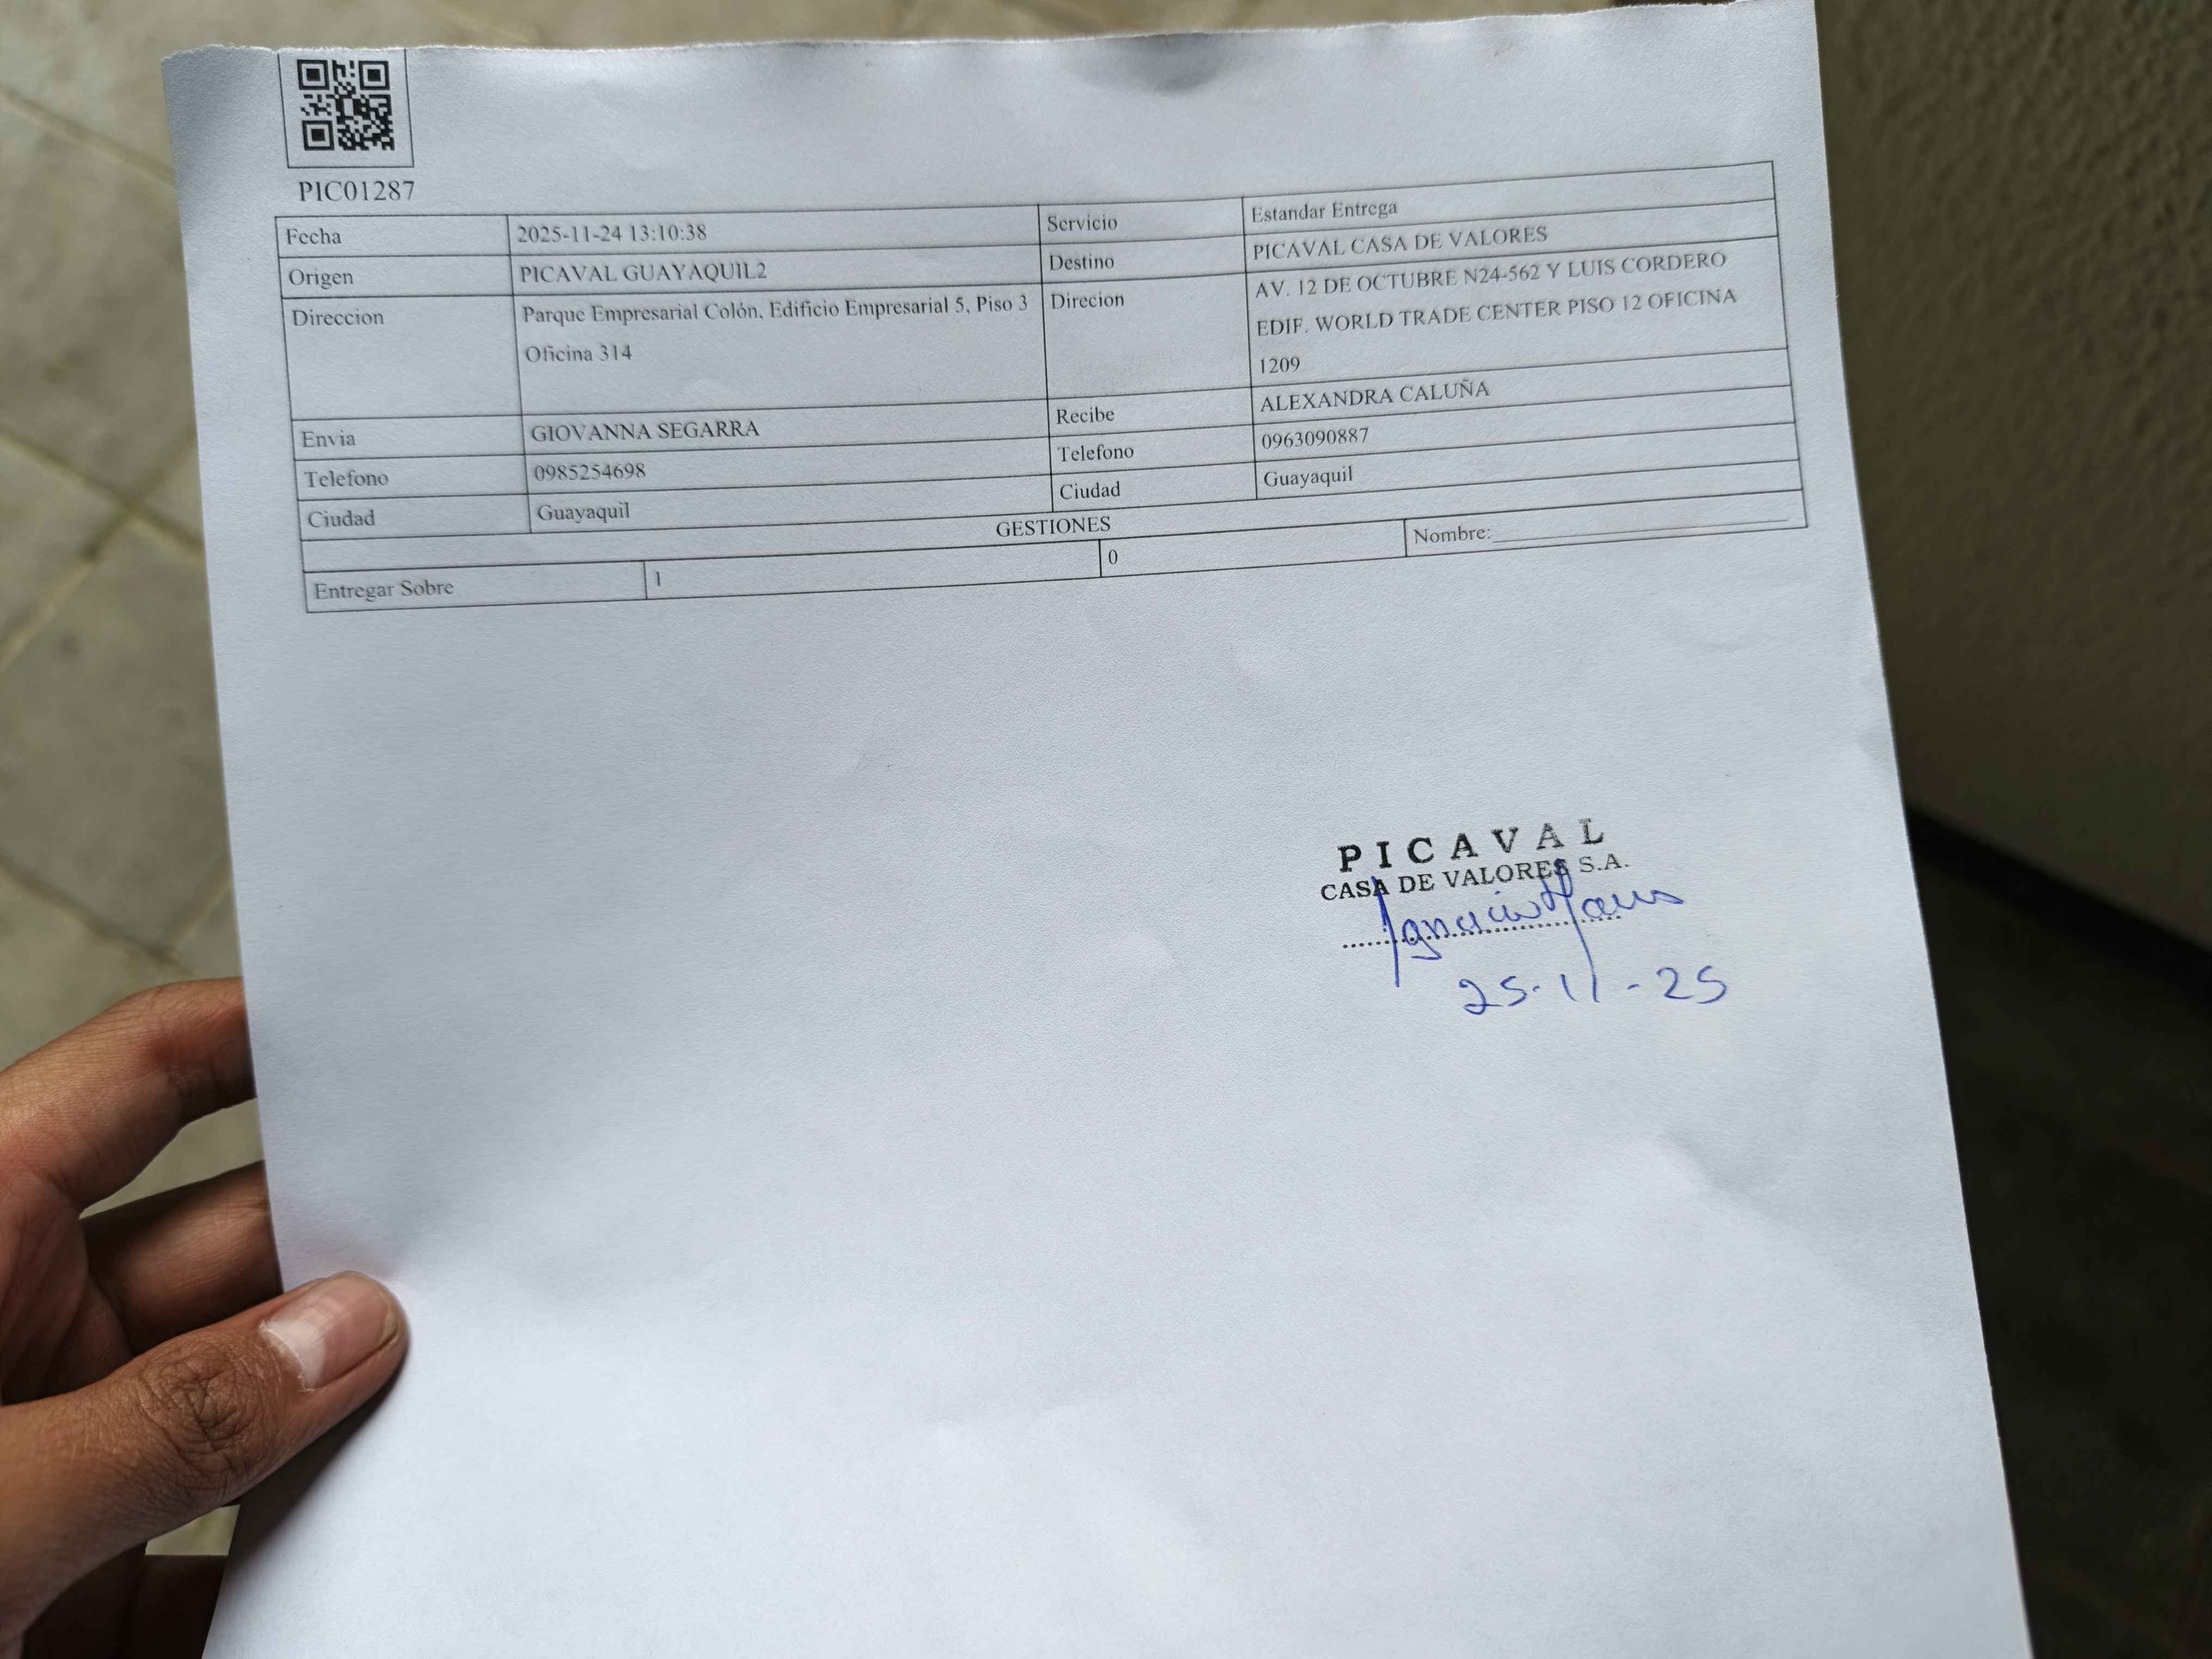 PIC01287
Fecha 2025-11-24 13:10:38 Servicio Estandar Entrega
Origen PICAVAL GUAYAQUIL2 Destino PICAVAL CASA DE VALORES
Direccion Parque Empresarial Colón, Edificio Empresarial 5, Piso 3 Direcion AV. 12 DE OCTUBRE N24-562 Y LUIS CORDERO
Oficina 314 EDIF. WORLD TRADE CENTER PISO 12 OFICINA
1209
Envia GIOVANNA SEGARRA Recibe ALEXANDRA CALUÑA
Telefono 0985254698 Telefono 0963090887
Ciudad Guayaquil Ciudad Guayaquil
GESTIONES
Entregar Sobre 1 0 Nombre:
PICAVAL
CASA DE VALORES S.A.
Ignacio
25-11-25